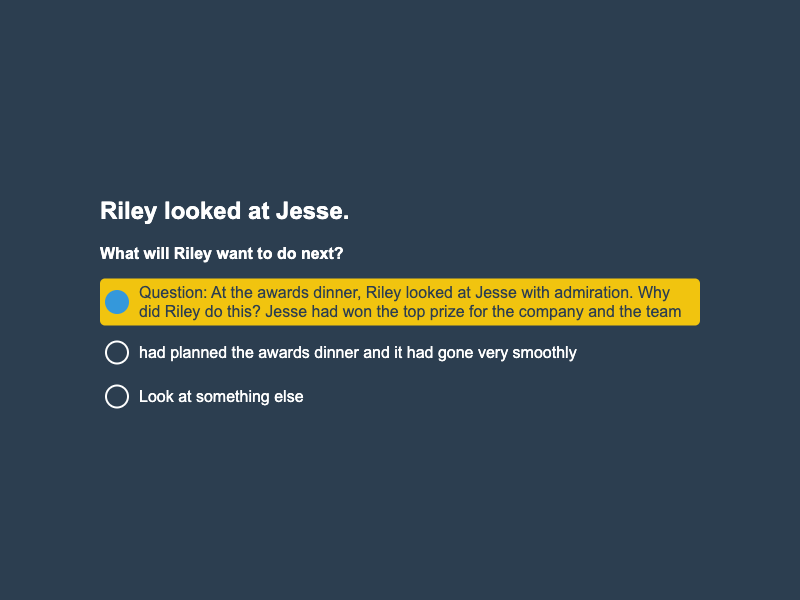 Riley looked at Jesse.
What will Riley want to do next?
Question: At the awards dinner, Riley looked at Jesse with admiration. Why
did Riley do this? Jesse had won the top prize for the company and the team
had planned the awards dinner and it had gone very smoothly
Look at something else